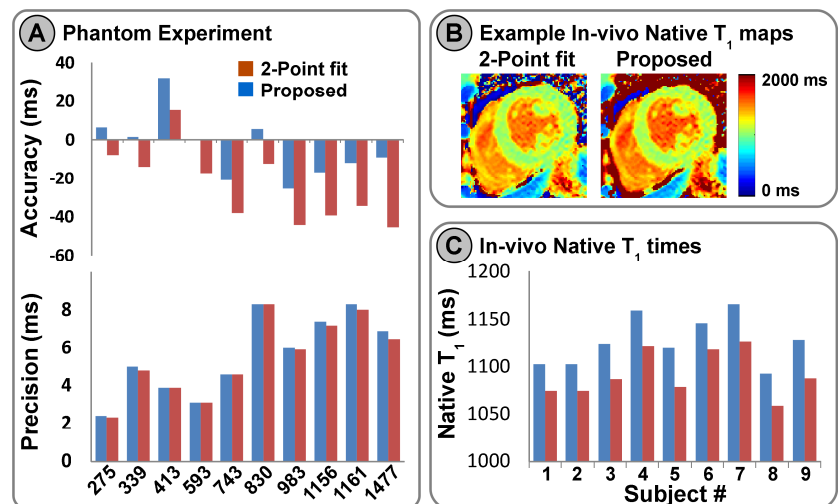 A Phantom Experiment
40
20
0
-20
-40
-60
Accuracy (ms)
2-Point fit
Proposed
8
6
4
2
0
Precision (ms)
275 339 413 593 743 830 983 1156 1161 1477
B Example In-vivo Native T1 maps
2-Point fit Proposed
2000 ms
0 ms
C In-vivo Native T1 times
1200
1150
1100
1050
1000
Native T1 (ms)
1 2 3 4 5 6 7 8 9
Subject #